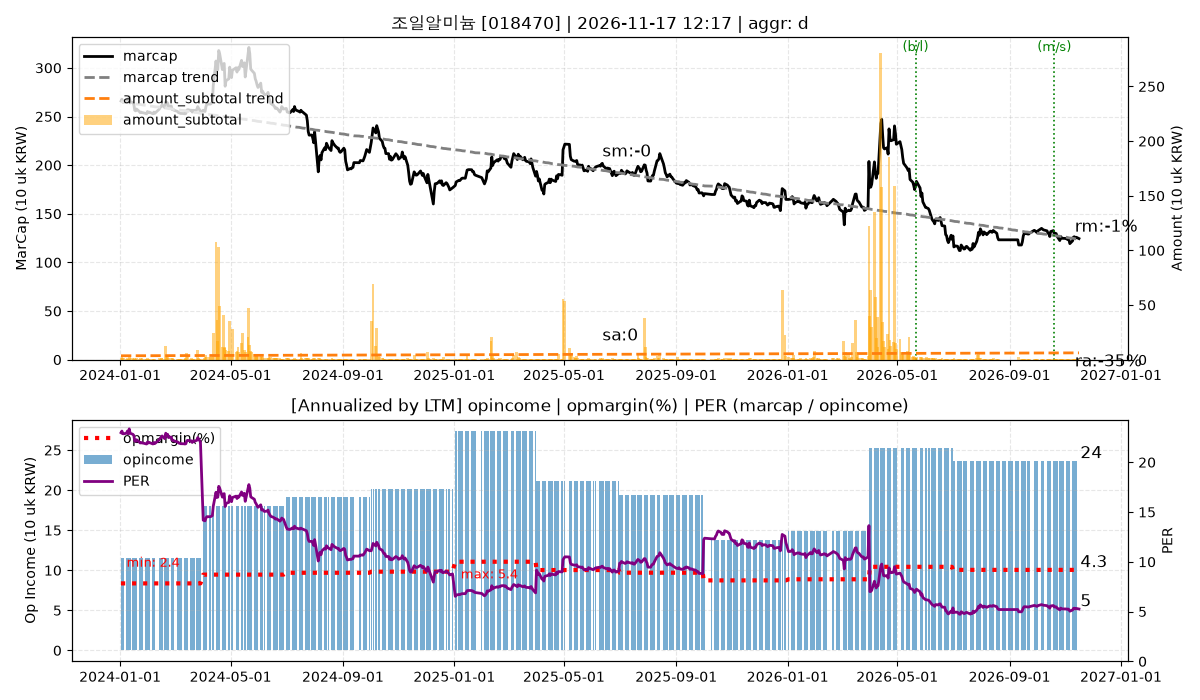 조일알미늄 [018470] | 2026-11-17 12:17 | aggr: d
marcap
marcap trend
amount_subtotal trend
amount_subtotal
(b/l)
(m/s)
MarCap (10 uk KRW)
Amount (10 uk KRW)
300
250
200
150
100
50
0
250
200
150
100
50
0
sm:-0
rm:-1%
sa:0
ra:-35%
2024-01-01 2024-05-01 2024-09-01 2025-01-01 2025-05-01 2025-09-01 2026-01-01 2026-05-01 2026-09-01 2027-01-01
[Annualized by LTM] opincome | opmargin(%) | PER (marcap / opincome)
opmargin(%)
opincome
PER
Op Income (10 uk KRW)
PER
25
20
15
10
5
0
20
15
10
5
0
24
4.3
5
min: 2.4
max: 5.4
2024-01-01 2024-05-01 2024-09-01 2025-01-01 2025-05-01 2025-09-01 2026-01-01 2026-05-01 2026-09-01 2027-01-01